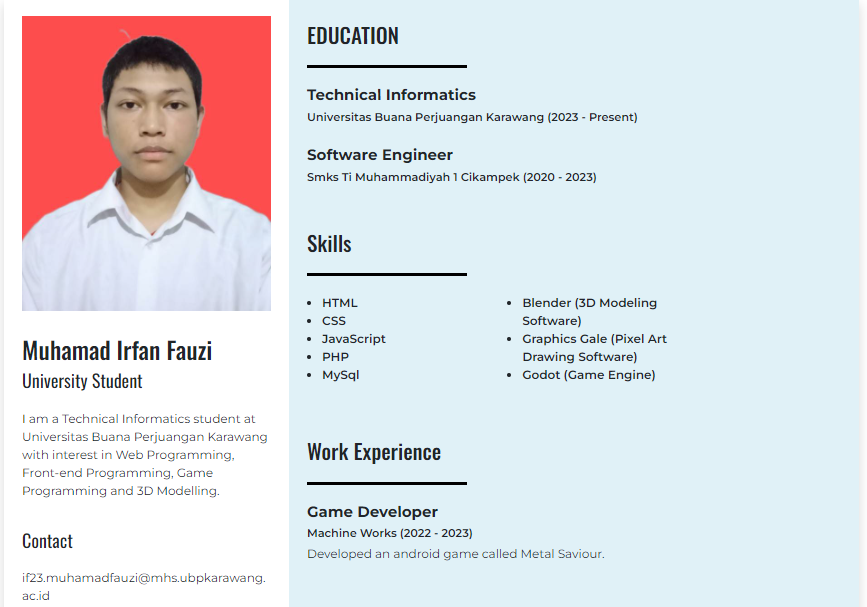 Muhamad Irfan Fauzi
University Student
I am a Technical Informatics student at
Universitas Buana Perjuangan Karawang
with interest in Web Programming,
Front-end Programming, Game
Programming and 3D Modelling.
Contact
if23.muhamadfauzi@mhs.ubpkarawang.
ac.id
EDUCATION
Technical Informatics
Universitas Buana Perjuangan Karawang (2023 - Present)
Software Engineer
Smks Ti Muhammadiyah 1 Cikampek (2020 - 2023)
Skills
• HTML
• CSS
• JavaScript
• PHP
• MySql
• Blender (3D Modeling
Software)
• Graphics Gale (Pixel Art
Drawing Software)
• Godot (Game Engine)
Work Experience
Game Developer
Machine Works (2022 - 2023)
Developed an android game called Metal Saviour.